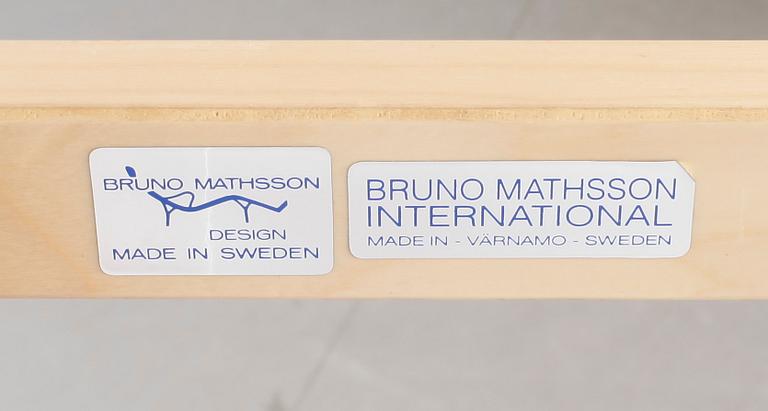 BRUNO MATHSSON
DESIGN
MADE IN SWEDEN
BRUNO MATHSSON
INTERNATIONAL
MADE IN - VÄRNAMO - SWEDEN